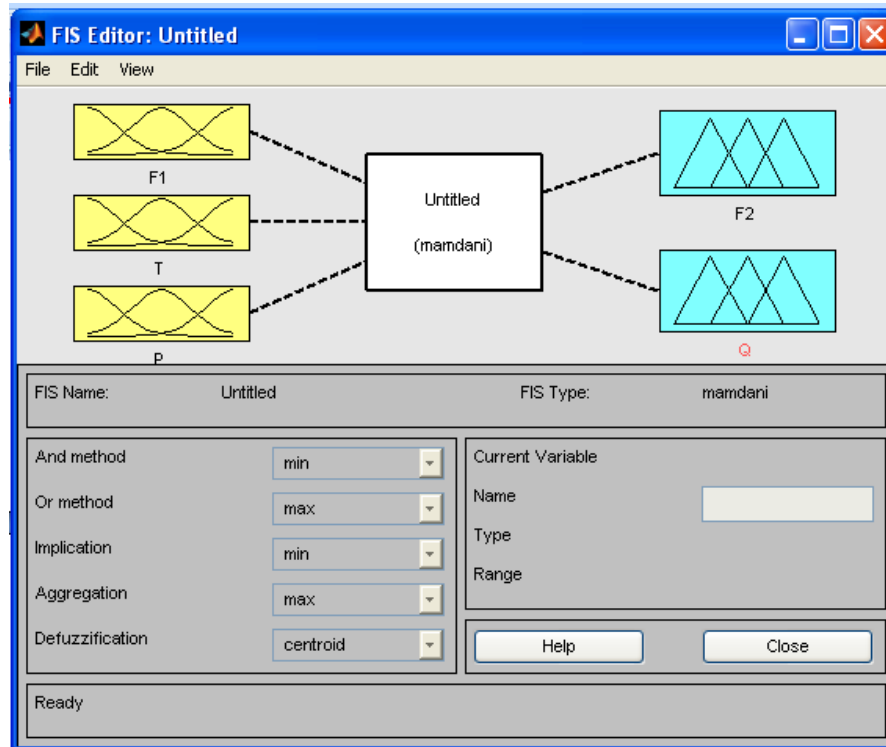 FIS Editor: Untitled
File Edit View
F1
T
P
Untitled
(mamdani)
F2
Q
FIS Name: Untitled FIS Type: mamdani
And method min
Or method max
Implication min
Aggregation max
Defuzzification centroid
Current Variable
Name
Type
Range
Help Close
Ready